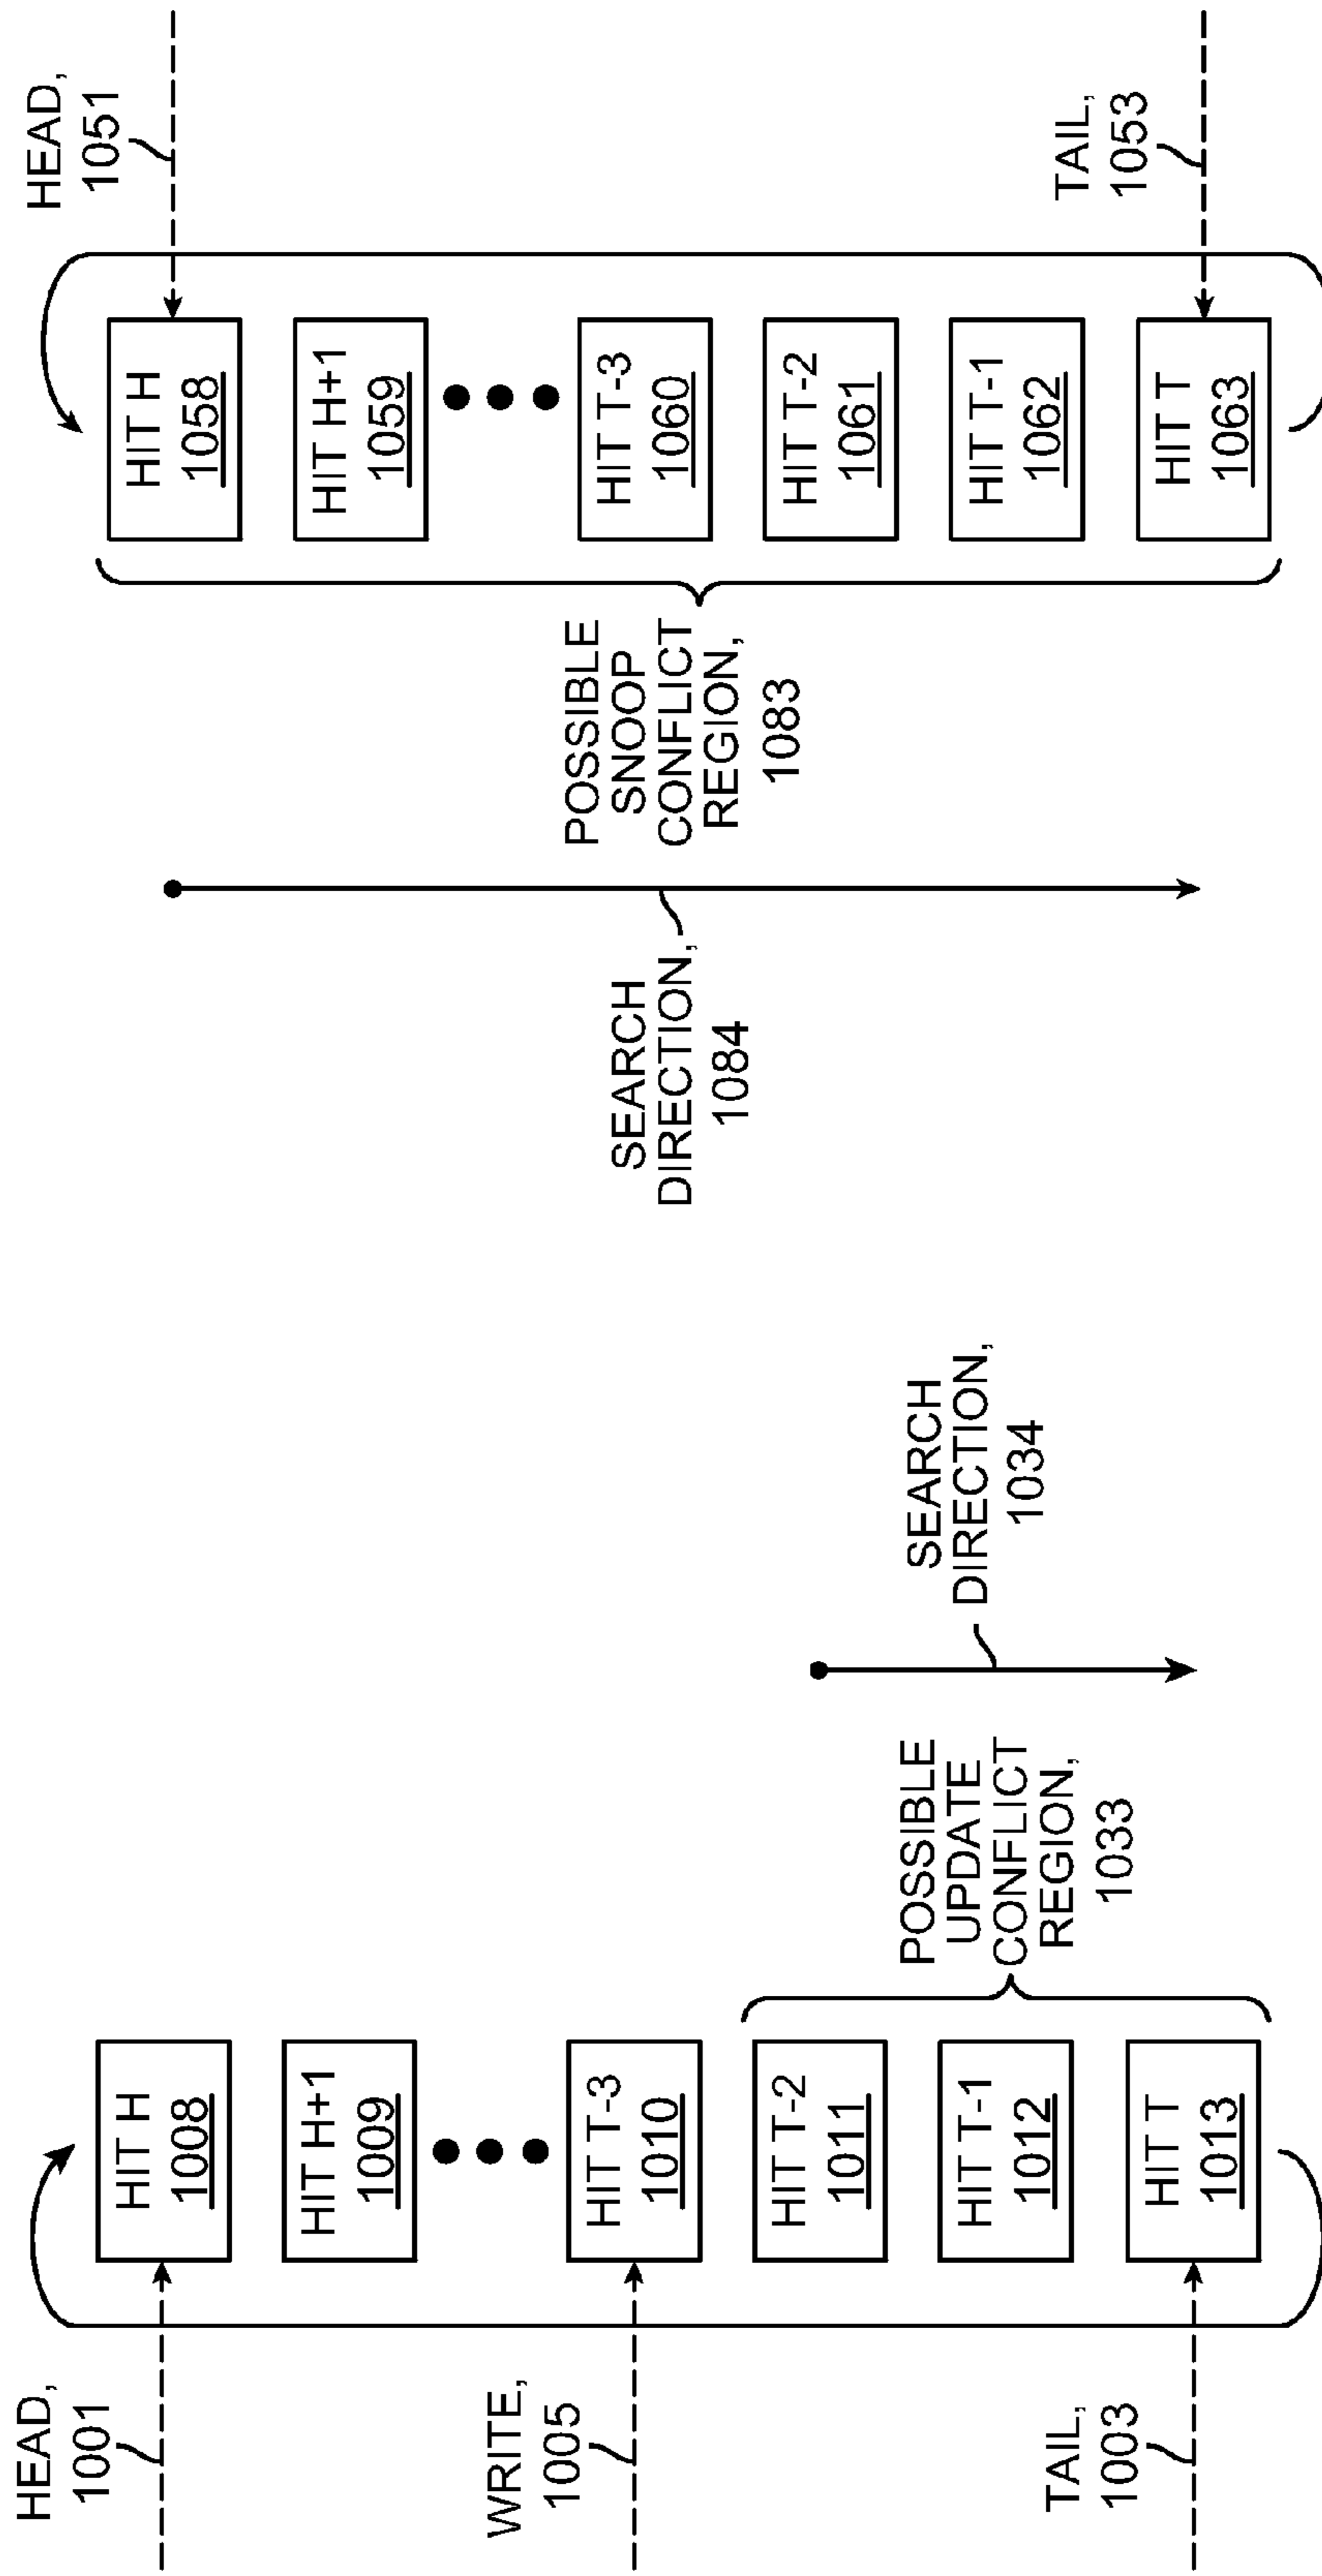 HEAD,
1001
WRITE,
1005
TAIL,
1003
HIT H
1008
HIT H+1
1009
HIT T-3
1010
HIT T-2
1011
HIT T-1
1012
HIT T
1013
POSSIBLE
UPDATE
CONFLICT
REGION,
1033
SEARCH
DIRECTION,
1034
SEARCH
DIRECTION,
1084
POSSIBLE
SNOOP
CONFLICT
REGION,
1083
HIT H
1058
HIT H+1
1059
HIT T-3
1060
HIT T-2
1061
HIT T-1
1062
HIT T
1063
HEAD,
1051
TAIL,
1053